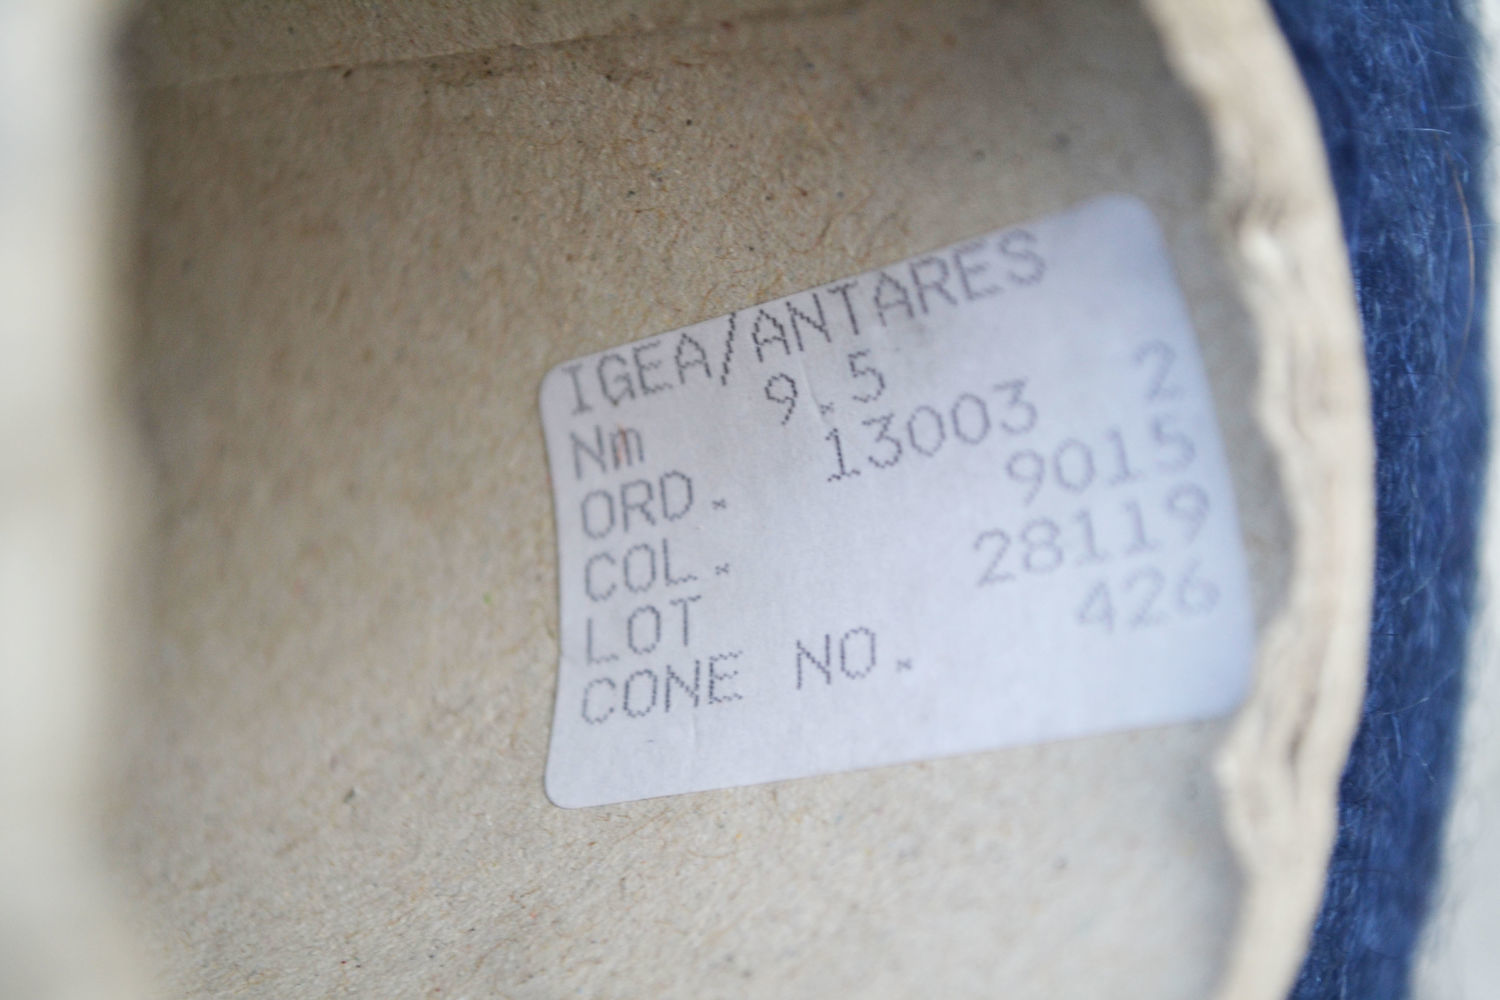 IGEA/ANTARES
Nm 9.5
ORD. 13003 2
COL. 9015
LOT 28119
CONE NO. 426